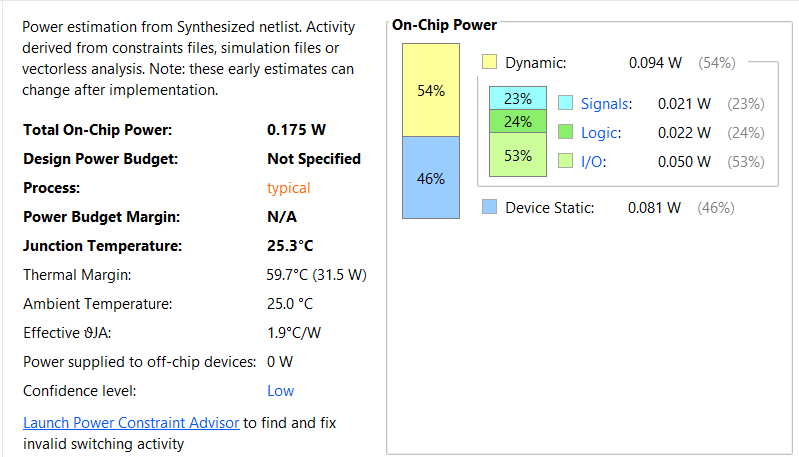 Power estimation from Synthesized netlist. Activity
derived from constraints files, simulation files or
vectorless analysis. Note: these early estimates can
change after implementation.
Total On-Chip Power: 0.175 W
Design Power Budget: Not Specified
Process: typical
Power Budget Margin: N/A
Junction Temperature: 25.3°C
Thermal Margin: 59.7°C (31.5 W)
Ambient Temperature: 25.0 °C
Effective ϑJA: 1.9°C/W
Power supplied to off-chip devices: 0 W
Confidence level: Low
Launch Power Constraint Advisor to find and fix
invalid switching activity
On-Chip Power
54%
46%
Dynamic: 0.094 W (54%)
23%
24%
53%
Signals: 0.021 W (23%)
Logic: 0.022 W (24%)
I/O: 0.050 W (53%)
Device Static: 0.081 W (46%)